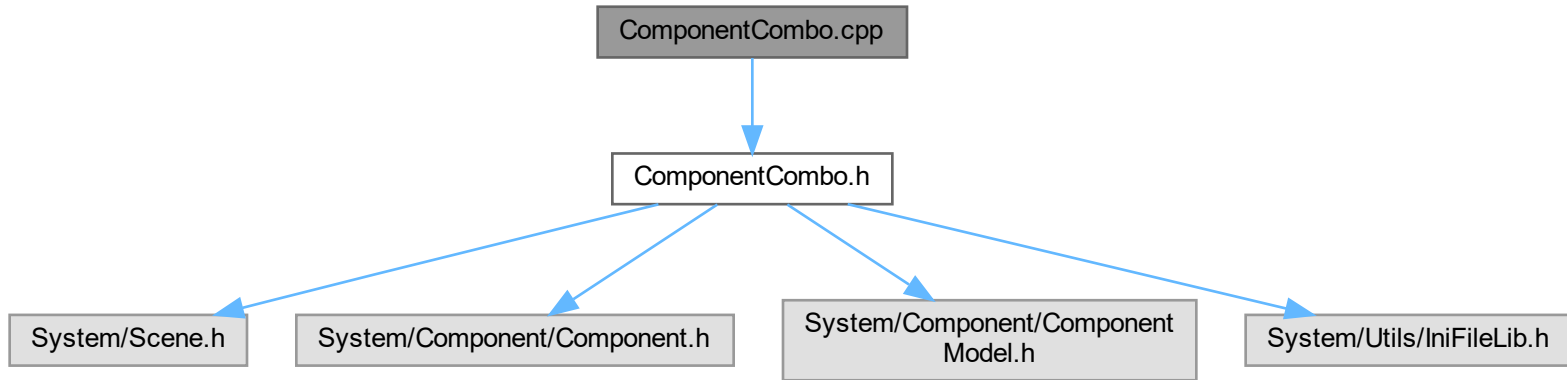 ComponentCombo.cpp
ComponentCombo.h
System/Scene.h
System/Component/Component.h
System/Component/Component
Model.h
System/Utils/IniFileLib.h